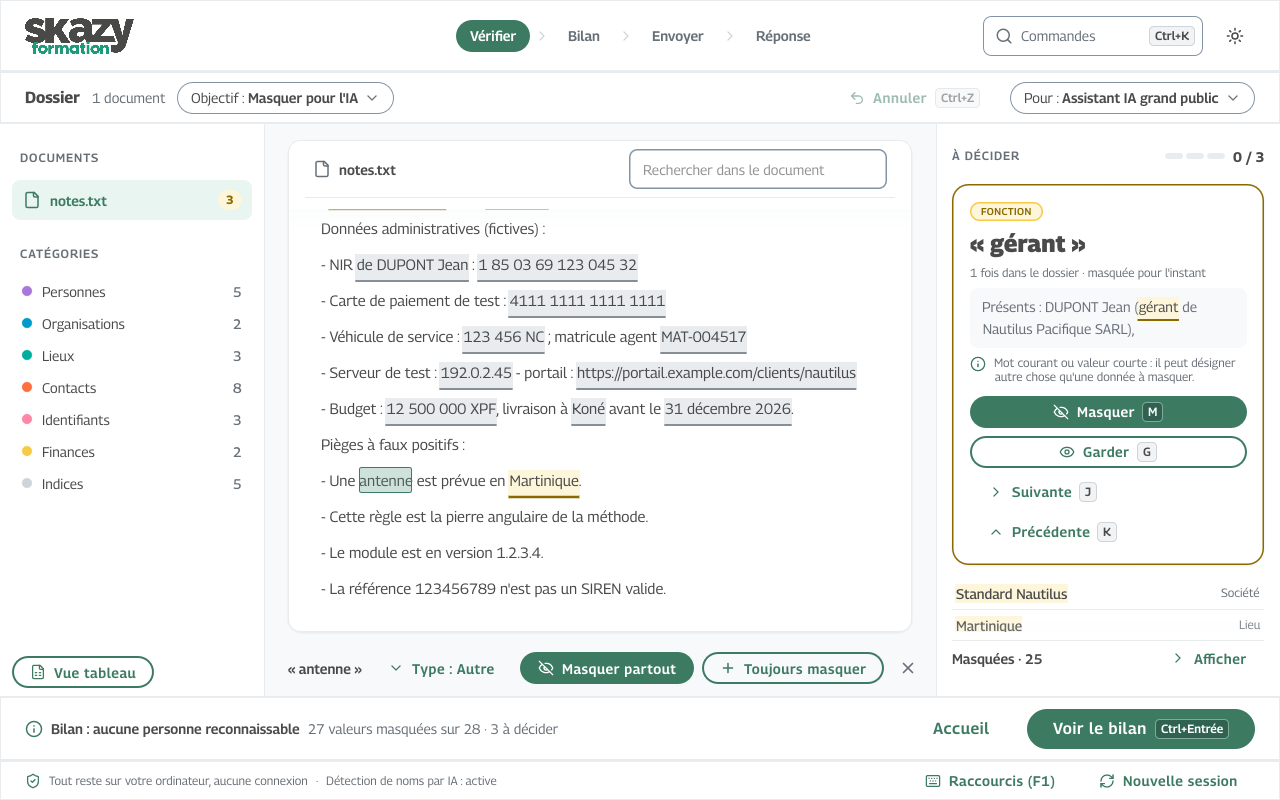 skazy
formation
Vérifier
Bilan
Envoyer
Réponse
Commandes
Ctrl+K
Dossier
1 document
Objectif : Masquer pour l'IA
Annuler
Ctrl+Z
Pour : Assistant IA grand public
DOCUMENTS
notes.txt
3
CATÉGORIES
Personnes 5
Organisations 2
Lieux 3
Contacts 8
Identifiants 3
Finances 2
Indices 5
Vue tableau
notes.txt
Rechercher dans le document
Données administratives (fictives) :
- NIR de DUPONT Jean : 1 85 03 69 123 045 32
- Carte de paiement de test : 4111 1111 1111 1111
- Véhicule de service : 123 456 NC ; matricule agent MAT-004517
- Serveur de test : 192.0.2.45 - portail : https://portail.example.com/clients/nautilus
- Budget : 12 500 000 XPF, livraison à Koné avant le 31 décembre 2026.
Pièges à faux positifs :
- Une antenne est prévue en Martinique.
- Cette règle est la pierre angulaire de la méthode.
- Le module est en version 1.2.3.4.
- La référence 123456789 n'est pas un SIREN valide.
« antenne »
Type : Autre
Masquer partout
Toujours masquer
À DÉCIDER
0 / 3
FONCTION
« gérant »
1 fois dans le dossier · masquée pour l'instant
Présents : DUPONT Jean (gérant de
Nautilus Pacifique SARL),
Mot courant ou valeur courte : il peut désigner
autre chose qu'une donnée à masquer.
Masquer M
Garder G
Suivante J
Précédente K
Standard Nautilus Société
Martinique Lieu
Masquées · 25
Afficher
Bilan : aucune personne reconnaissable
27 valeurs masquées sur 28 · 3 à décider
Accueil
Voir le bilan Ctrl+Entrée
Tout reste sur votre ordinateur, aucune connexion · Détection de noms par IA : active
Raccourcis (F1)
Nouvelle session